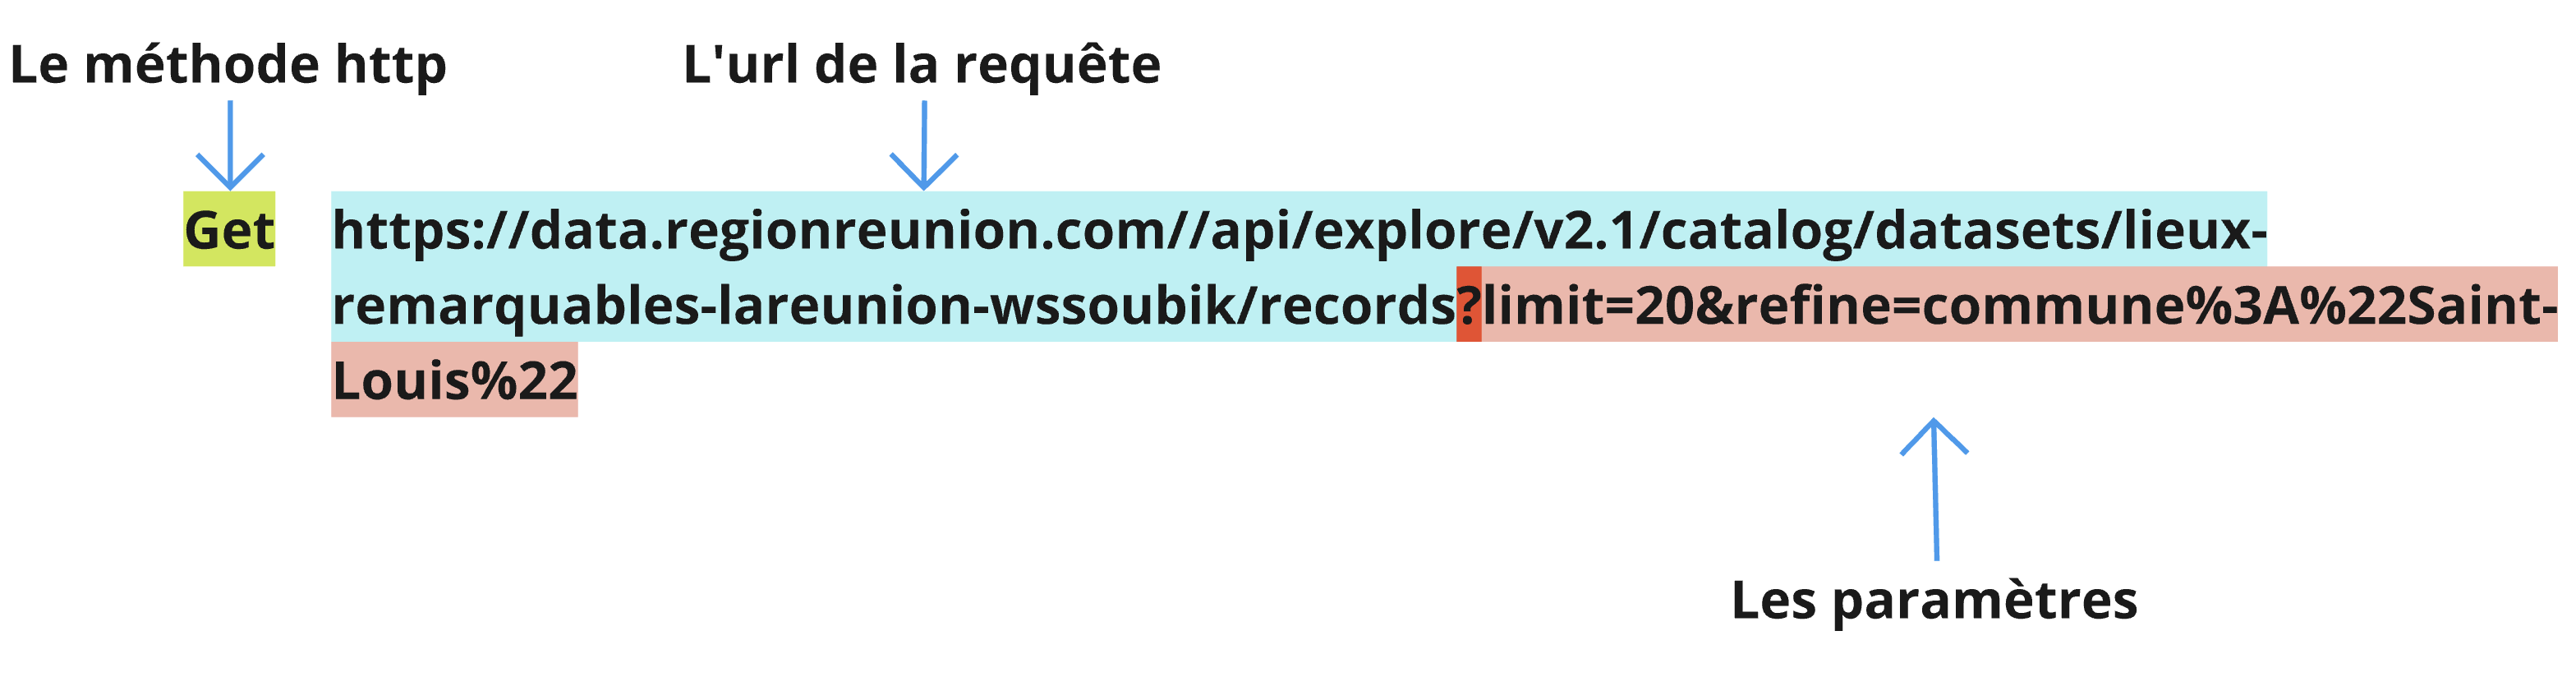 Le méthode http
L'url de la requête
Get
https://data.regionreunion.com//api/explore/v2.1/catalog/datasets/lieux-
remarquables-lareunion-wssoubik/records?limit=20&refine=commune%3A%22Saint-
Louis%22
Les paramètres